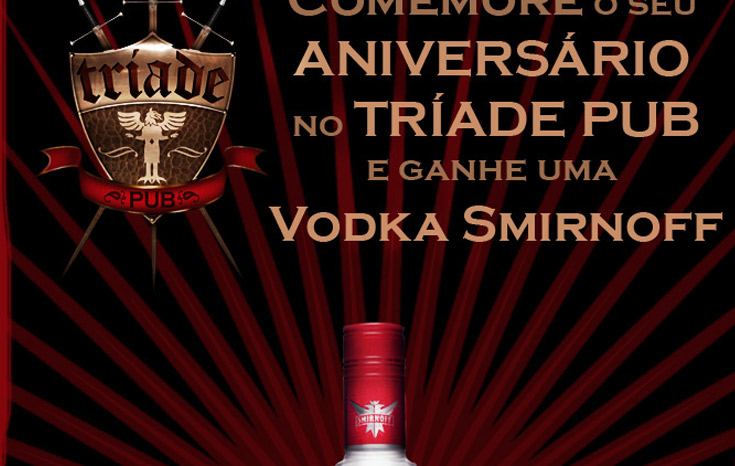 COMEMORE O SEU
ANIVERSÁRIO
NO TRÍADE PUB
E GANHE UMA
VODKA SMIRNOFF
tríade
PUB
SMIRNOFF